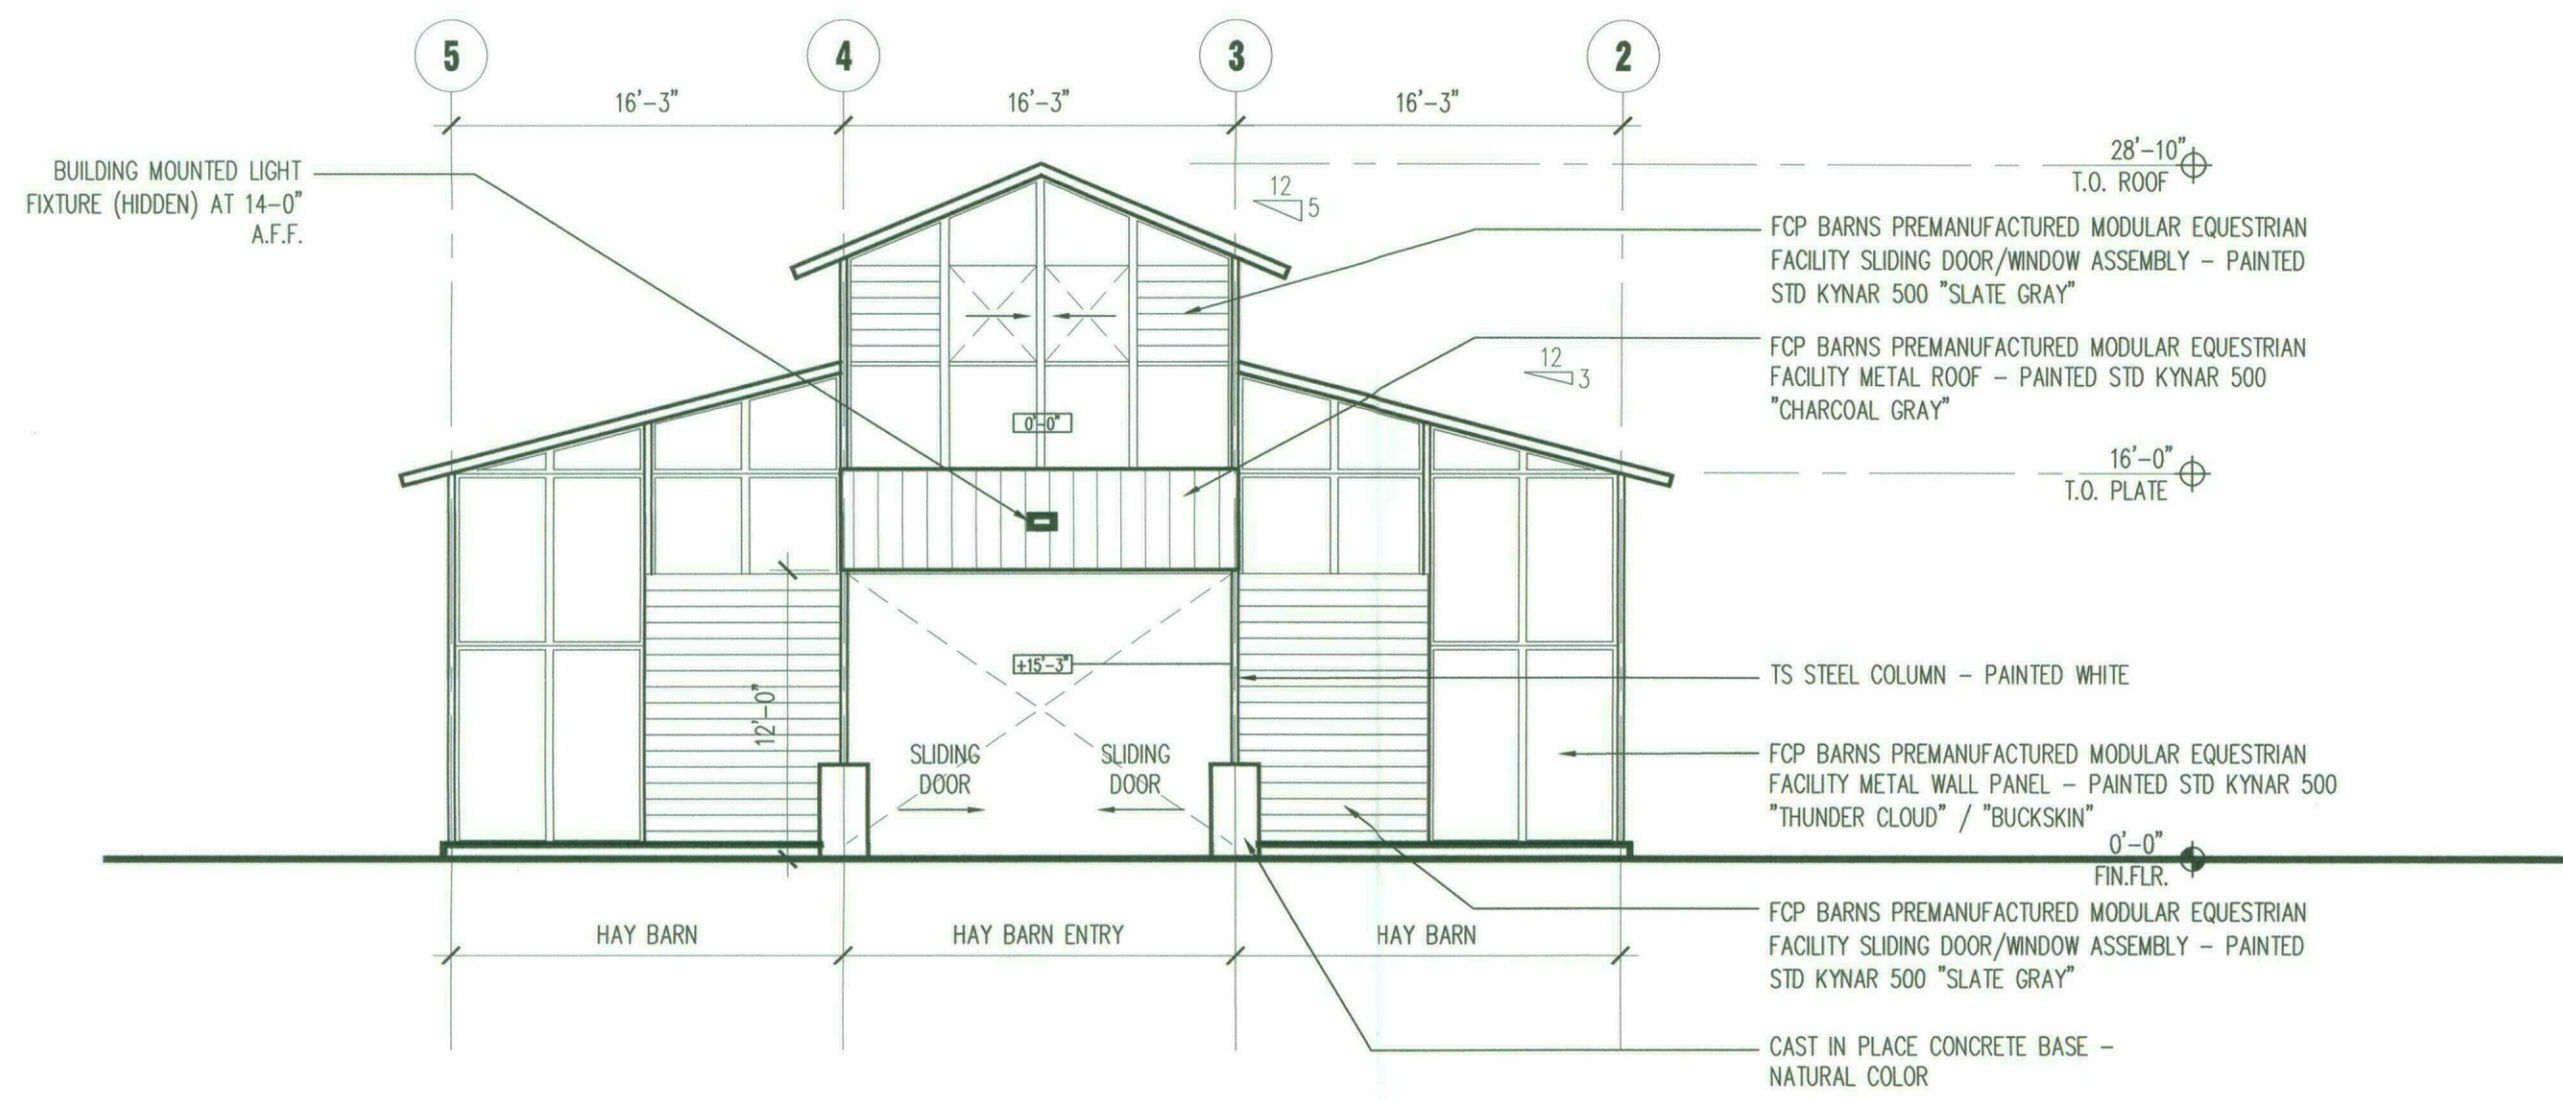 5
4
3
2
16'-3"
16'-3"
16'-3"
BUILDING MOUNTED LIGHT
FIXTURE (HIDDEN) AT 14-0"
A.F.F.
12
5
28'-10"
T.O. ROOF
FCP BARNS PREMANUFACTURED MODULAR EQUESTRIAN
FACILITY SLIDING DOOR/WINDOW ASSEMBLY - PAINTED
STD KYNAR 500 "SLATE GRAY"
FCP BARNS PREMANUFACTURED MODULAR EQUESTRIAN
FACILITY METAL ROOF - PAINTED STD KYNAR 500
"CHARCOAL GRAY"
12
3
0'-0"
16'-0"
T.O. PLATE
+15'-3"
12'-0"
TS STEEL COLUMN - PAINTED WHITE
SLIDING
DOOR
SLIDING
DOOR
FCP BARNS PREMANUFACTURED MODULAR EQUESTRIAN
FACILITY METAL WALL PANEL - PAINTED STD KYNAR 500
"THUNDER CLOUD" / "BUCKSKIN"
0'-0"
FIN.FLR.
FCP BARNS PREMANUFACTURED MODULAR EQUESTRIAN
FACILITY SLIDING DOOR/WINDOW ASSEMBLY - PAINTED
STD KYNAR 500 "SLATE GRAY"
HAY BARN
HAY BARN ENTRY
HAY BARN
CAST IN PLACE CONCRETE BASE -
NATURAL COLOR